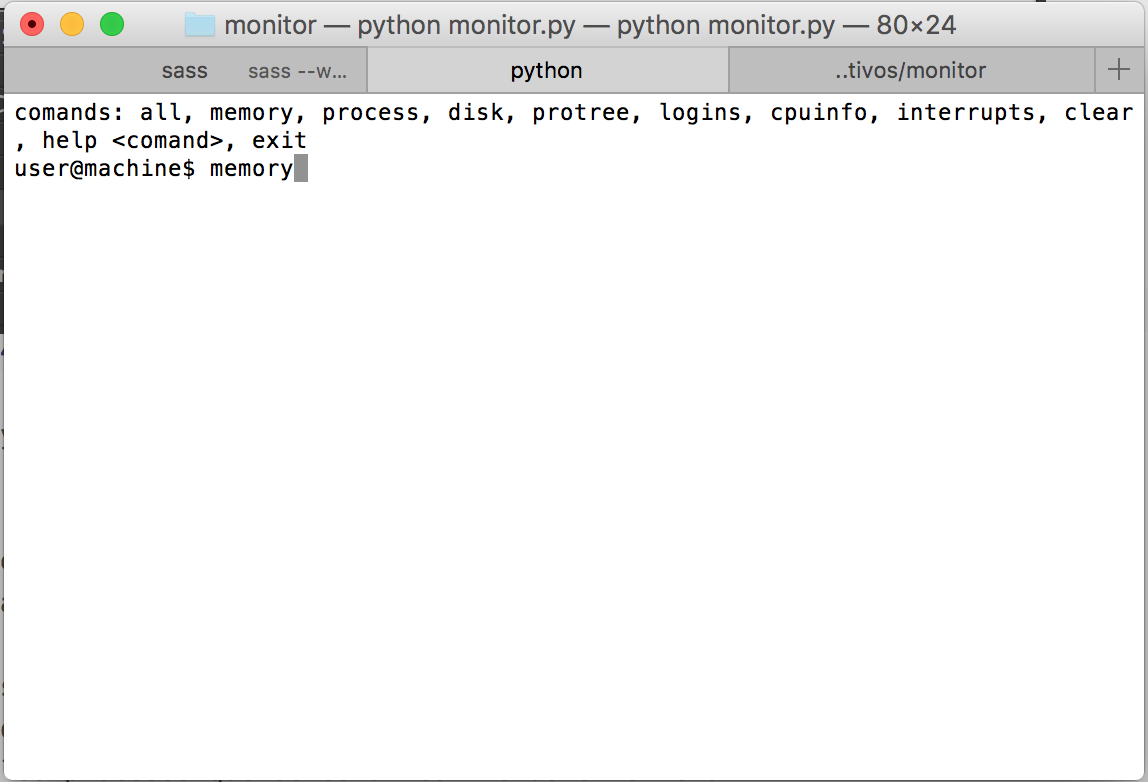 monitor — python monitor.py — python monitor.py — 80×24
sass sass --w... python ..tivos/monitor +
comands: all, memory, process, disk, protree, logins, cpuinfo, interrupts, clear
, help <comand>, exit
user@machine$ memory